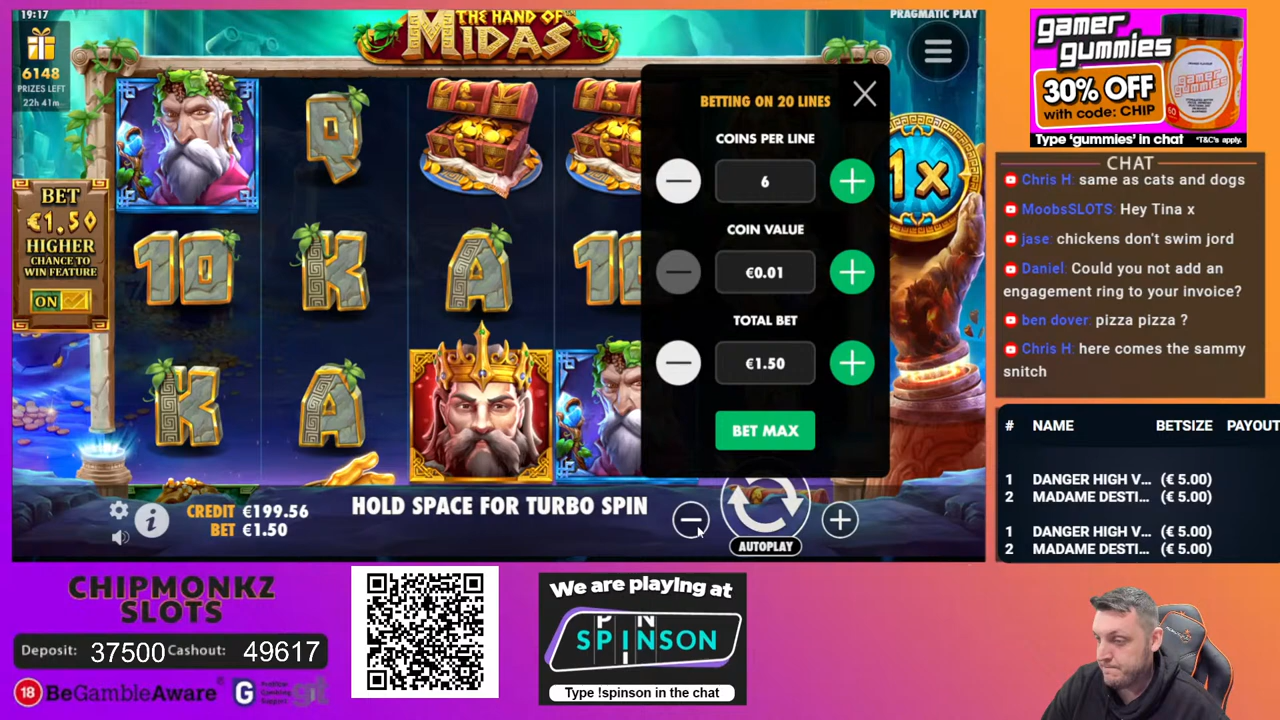 19:17
6148
PRIZES LEFT
22h 41m
THE HAND OF
MIDAS
PRAGMATIC PLAY
BET
€1.50
HIGHER
CHANCE TO
WIN FEATURE
ON
Q
10
K
A
10
K
A
1x
BETTING ON 20 LINES
COINS PER LINE
6
COIN VALUE
€0.01
TOTAL BET
€1.50
BET MAX
CREDIT €199.56
BET €1.50
HOLD SPACE FOR TURBO SPIN
AUTOPLAY
gamer
gummies
30% OFF
with code: CHIP
Type 'gummies' in chat *T&C's apply.
CHAT
Chris H: same as cats and dogs
MoobsSLOTS: Hey Tina x
jase: chickens don't swim jord
Daniel: Could you not add an
engagement ring to your invoice?
ben dover: pizza pizza ?
Chris H: here comes the sammy
snitch
# NAME BETSIZE PAYOUT
1 DANGER HIGH V... (€ 5.00)
2 MADAME DESTI... (€ 5.00)
1 DANGER HIGH V... (€ 5.00)
2 MADAME DESTI... (€ 5.00)
CHIPMONKZ
SLOTS
Deposit: 37500 Cashout: 49617
18 BeGambleAware
We are playing at
SPINSON
Type !spinson in the chat